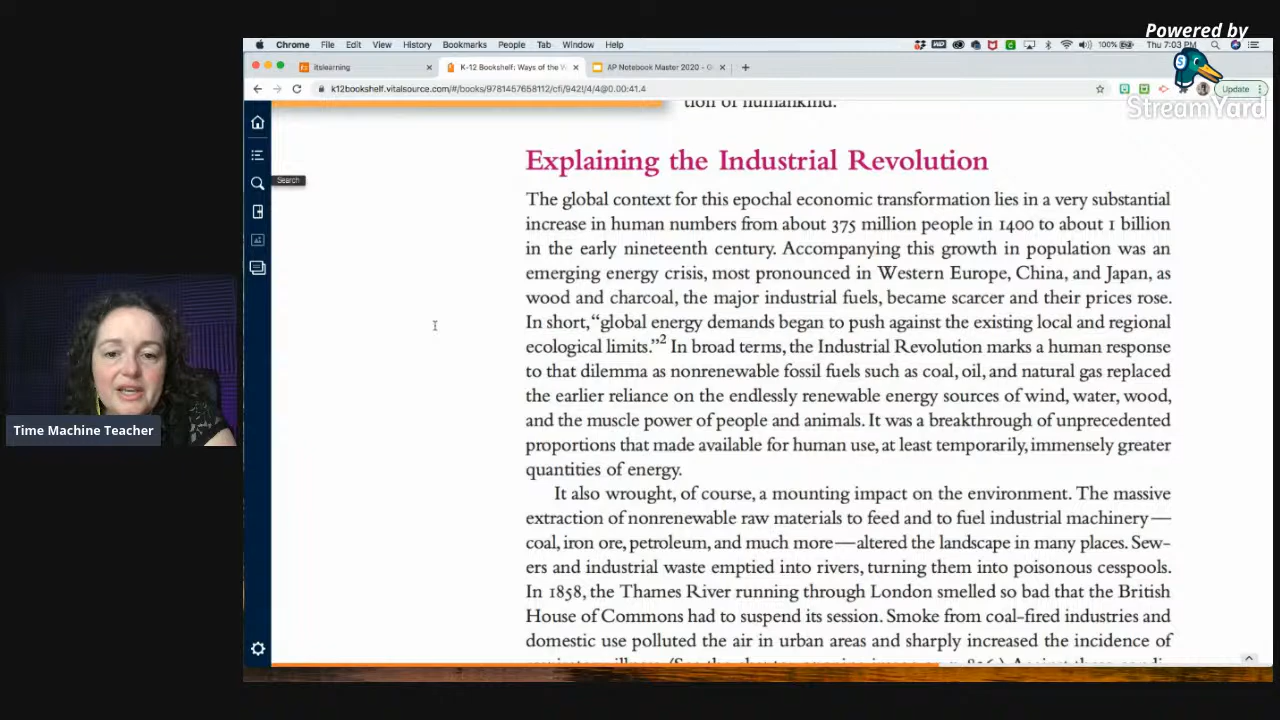 Powered by
StreamYard
Chrome File Edit View History Bookmarks People Tab Window Help
100% Thu 7:03 PM
itslearning
K-12 Bookshelf: Ways of the W
AP Notebook Master 2020 - G
k12bookshelf.vitalsource.com/#/books/9781457658112/cfi/942!/4/4@0.00:41.4
Update
tion of humankind.
Search
Explaining the Industrial Revolution
The global context for this epochal economic transformation lies in a very substantial
increase in human numbers from about 375 million people in 1400 to about 1 billion
in the early nineteenth century. Accompanying this growth in population was an
emerging energy crisis, most pronounced in Western Europe, China, and Japan, as
wood and charcoal, the major industrial fuels, became scarcer and their prices rose.
In short, “global energy demands began to push against the existing local and regional
ecological limits.”2 In broad terms, the Industrial Revolution marks a human response
to that dilemma as nonrenewable fossil fuels such as coal, oil, and natural gas replaced
the earlier reliance on the endlessly renewable energy sources of wind, water, wood,
and the muscle power of people and animals. It was a breakthrough of unprecedented
proportions that made available for human use, at least temporarily, immensely greater
quantities of energy.
It also wrought, of course, a mounting impact on the environment. The massive
extraction of nonrenewable raw materials to feed and to fuel industrial machinery—
coal, iron ore, petroleum, and much more—altered the landscape in many places. Sew-
ers and industrial waste emptied into rivers, turning them into poisonous cesspools.
In 1858, the Thames River running through London smelled so bad that the British
House of Commons had to suspend its session. Smoke from coal-fired industries and
domestic use polluted the air in urban areas and sharply increased the incidence of
Time Machine Teacher